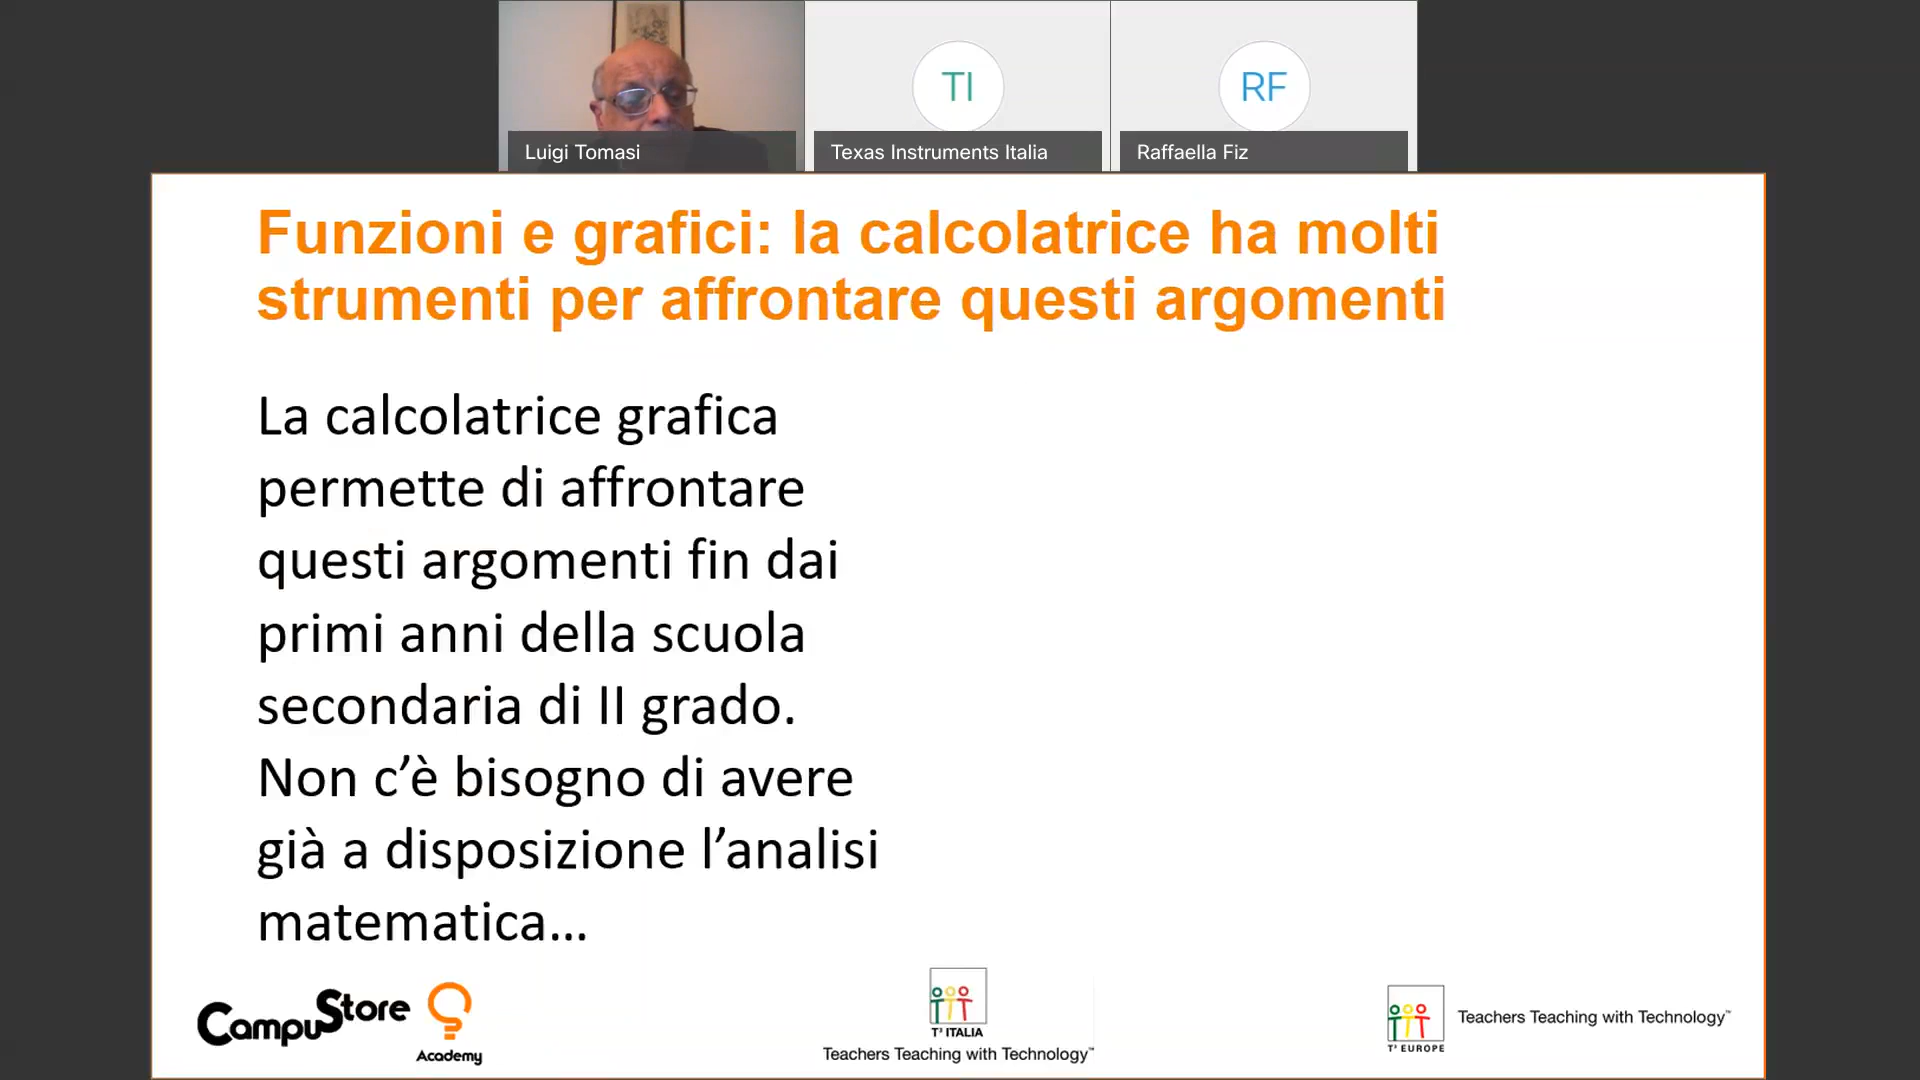 TI
RF
Luigi Tomasi
Texas Instruments Italia
Raffaella Fiz
Funzioni e grafici: la calcolatrice ha molti
strumenti per affrontare questi argomenti
La calcolatrice grafica
permette di affrontare
questi argomenti fin dai
primi anni della scuola
secondaria di II grado.
Non c’è bisogno di avere
già a disposizione l’analisi
matematica…
CampuStore
Academy
T³ ITALIA
Teachers Teaching with Technology™
T³ EUROPE
Teachers Teaching with Technology™